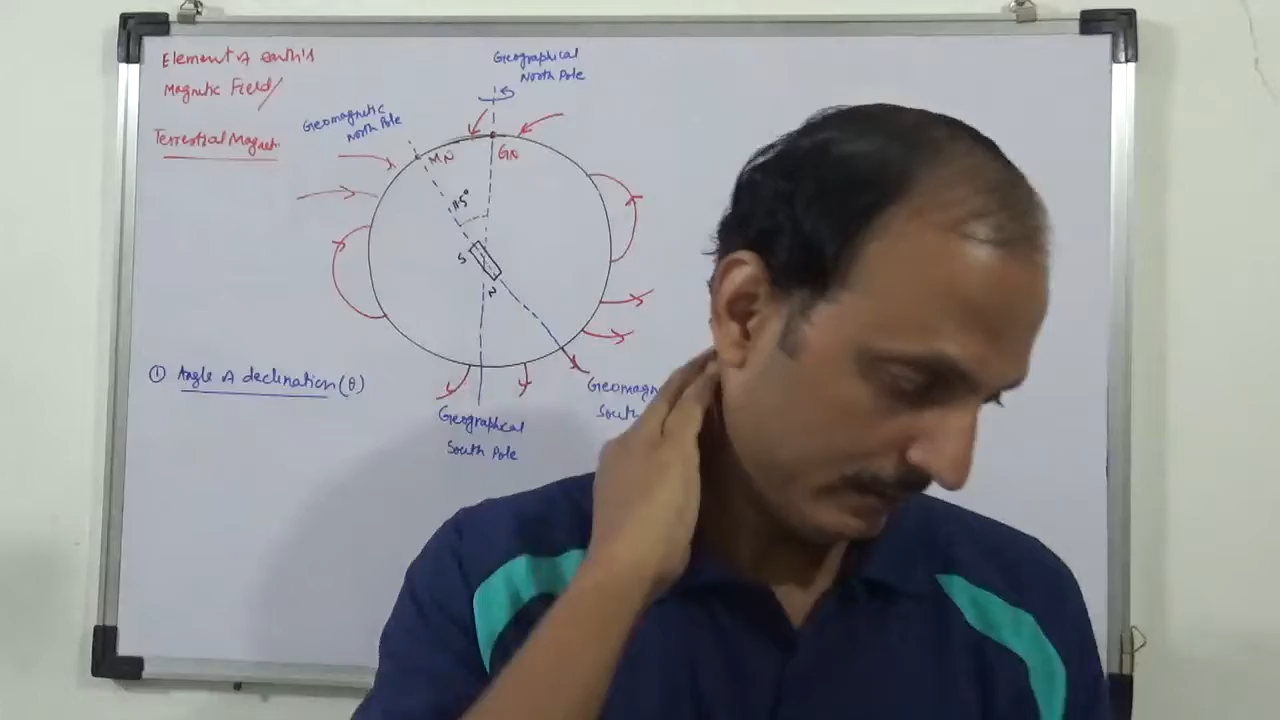 Element of earth's
Magnetic Field/
Terrestrial Magnet
Geographical
North Pole
Geomagnetic
North Pole
MN
GN
11.5°
S
N
① Angle of declination (θ)
Geographical
South Pole
Geomagn
South